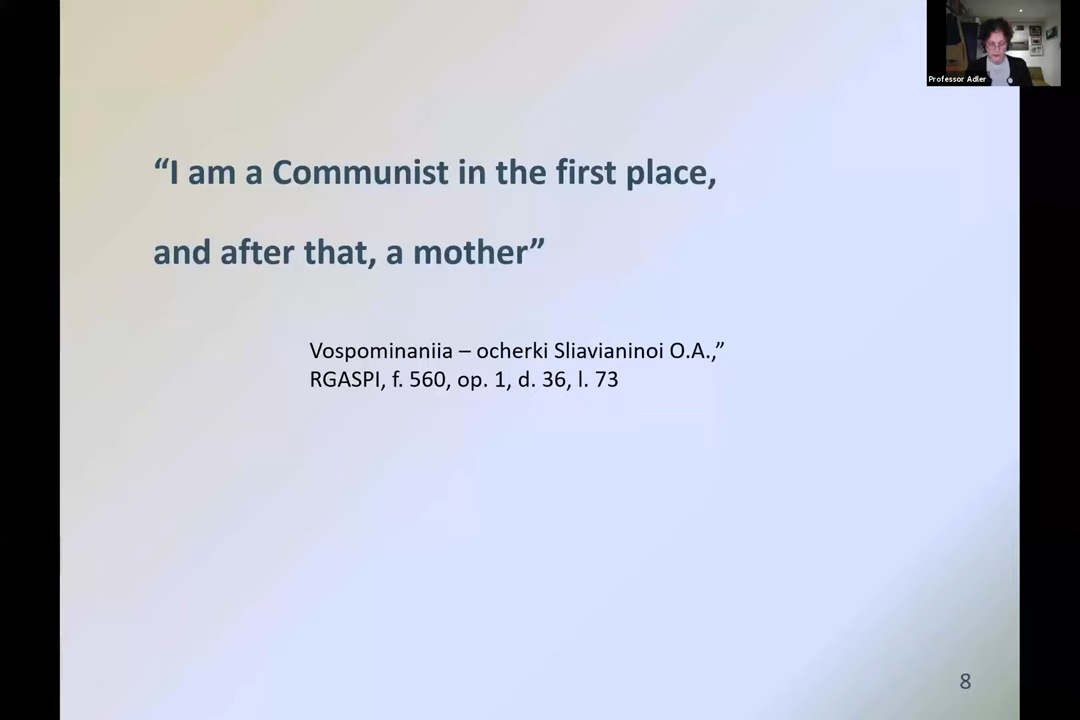 Professor Adler
“I am a Communist in the first place,
and after that, a mother”
Vospominaniia – ocherki Sliavianinoi O.A.,”
RGASPI, f. 560, op. 1, d. 36, l. 73
8